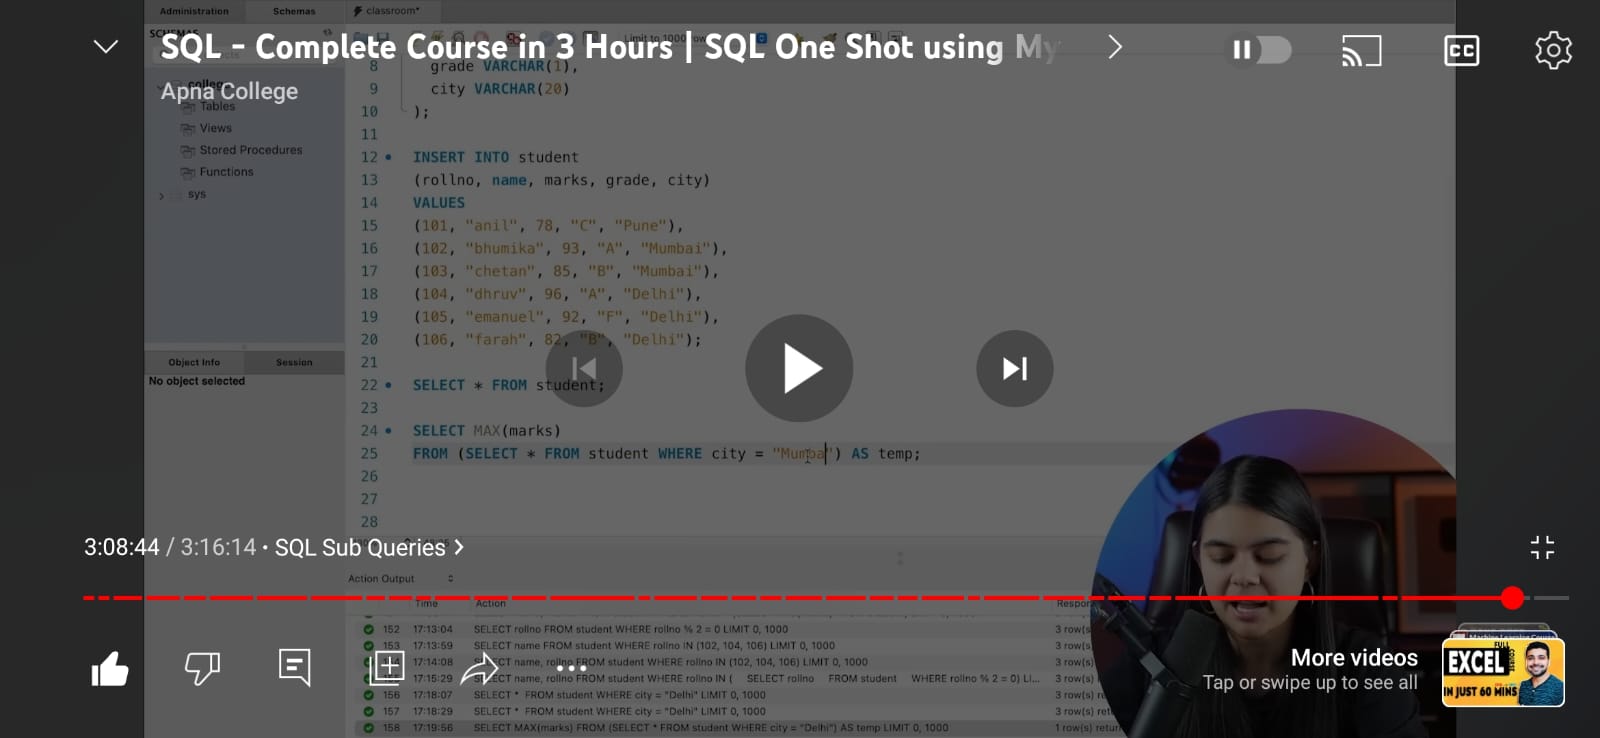 Administration Schemas classroom*
SQL - Complete Course in 3 Hours | SQL One Shot using My
Apna College
Tables
Views
Stored Procedures
Functions
sys
Object Info Session
No object selected
8 grade VARCHAR(1),
9 city VARCHAR(20)
10 );
11
12 INSERT INTO student
13 (rollno, name, marks, grade, city)
14 VALUES
15 (101, "anil", 78, "C", "Pune"),
16 (102, "bhumika", 93, "A", "Mumbai"),
17 (103, "chetan", 85, "B", "Mumbai"),
18 (104, "dhruv", 96, "A", "Delhi"),
19 (105, "emanuel", 92, "F", "Delhi"),
20 (106, "farah", 82, "B", "Delhi");
21
22 SELECT * FROM student;
23
24 SELECT MAX(marks)
25 FROM (SELECT * FROM student WHERE city = "Mumba") AS temp;
26
27
28
3:08:44 / 3:16:14 • SQL Sub Queries
Action Output
Time Action
152 17:13:04 SELECT rollno FROM student WHERE rollno % 2 = 0 LIMIT 0, 1000 3 row(s)
153 17:13:59 SELECT name FROM student WHERE rollno IN (102, 104, 106) LIMIT 0, 1000 3 row(s)
17:14:08 SELECT name, rollno FROM student WHERE rollno IN (102, 104, 106) LIMIT 0, 1000 3 row(s)
17:15:29 SELECT name, rollno FROM student WHERE rollno IN ( SELECT rollno FROM student WHERE rollno % 2 = 0) LI... 3 row(s)
156 17:18:07 SELECT * FROM student WHERE city = "Delhi" LIMIT 0, 1000 3 row(s)
157 17:18:29 SELECT * FROM student WHERE city = "Delhi" LIMIT 0, 1000 3 row(s)
158 17:19:56 SELECT MAX(marks) FROM (SELECT * FROM student WHERE city = "Delhi") AS temp LIMIT 0, 1000 1 row(s)
More videos
Tap or swipe up to see all
Machine Learning Course
FULL
EXCEL
IN JUST 60 MINS
CC